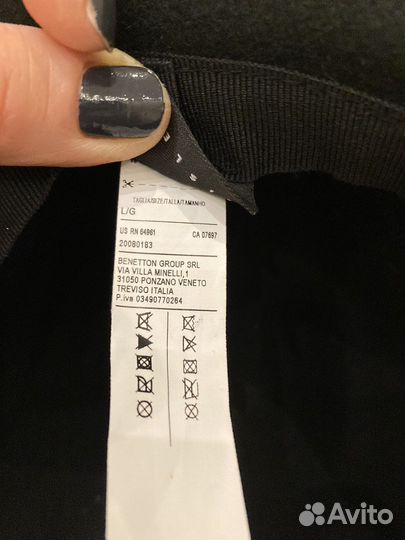 TAGLIA/SIZE/TALLA/TAMANHO
L/G
US RN 64961 CA 07697
20080183
BENETTON GROUP SRL
VIA VILLA MINELLI,1
31050 PONZANO VENETO
TREVISO ITALIA
P.iva 03490770264
Avito